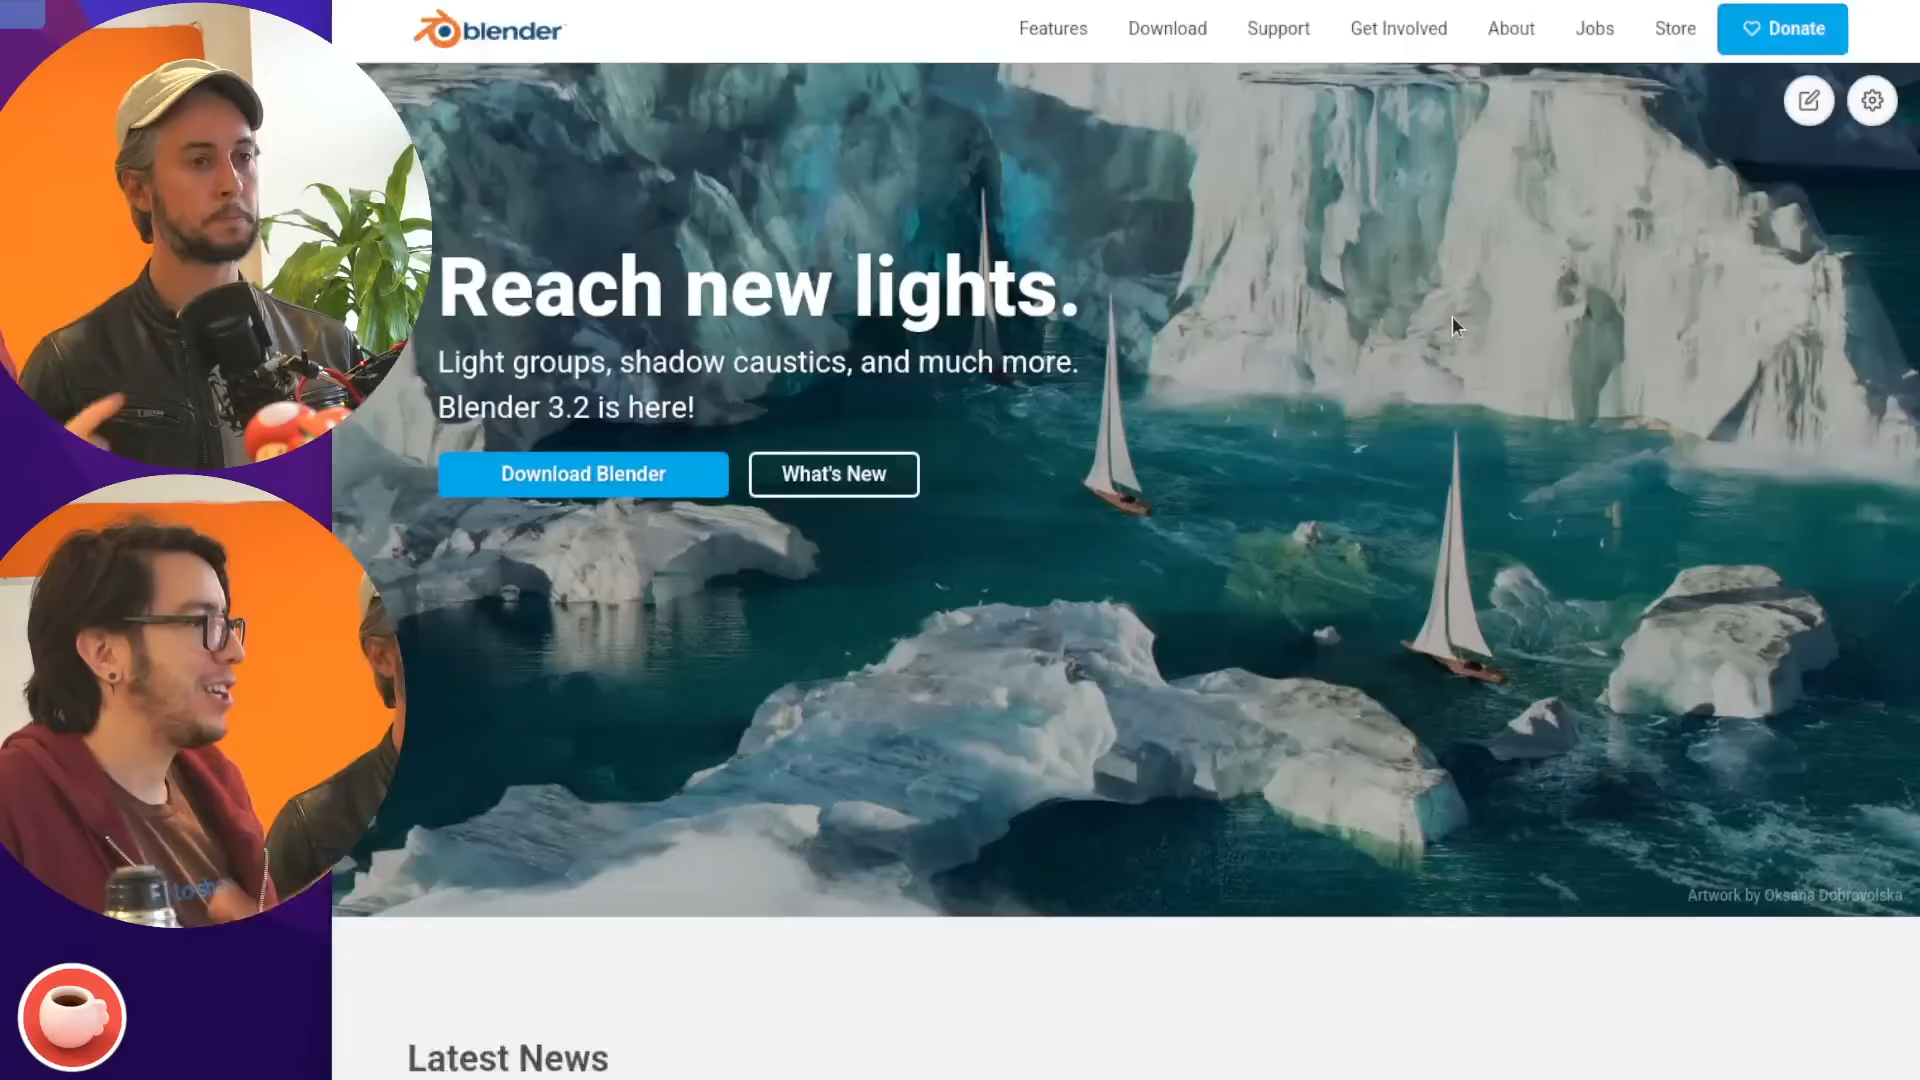 blender
Features
Download
Support
Get Involved
About
Jobs
Store
Donate
Reach new lights.
Light groups, shadow caustics, and much more.
Blender 3.2 is here!
Download Blender
What's New
Artwork by Oksana Dobrovolska
Latest News